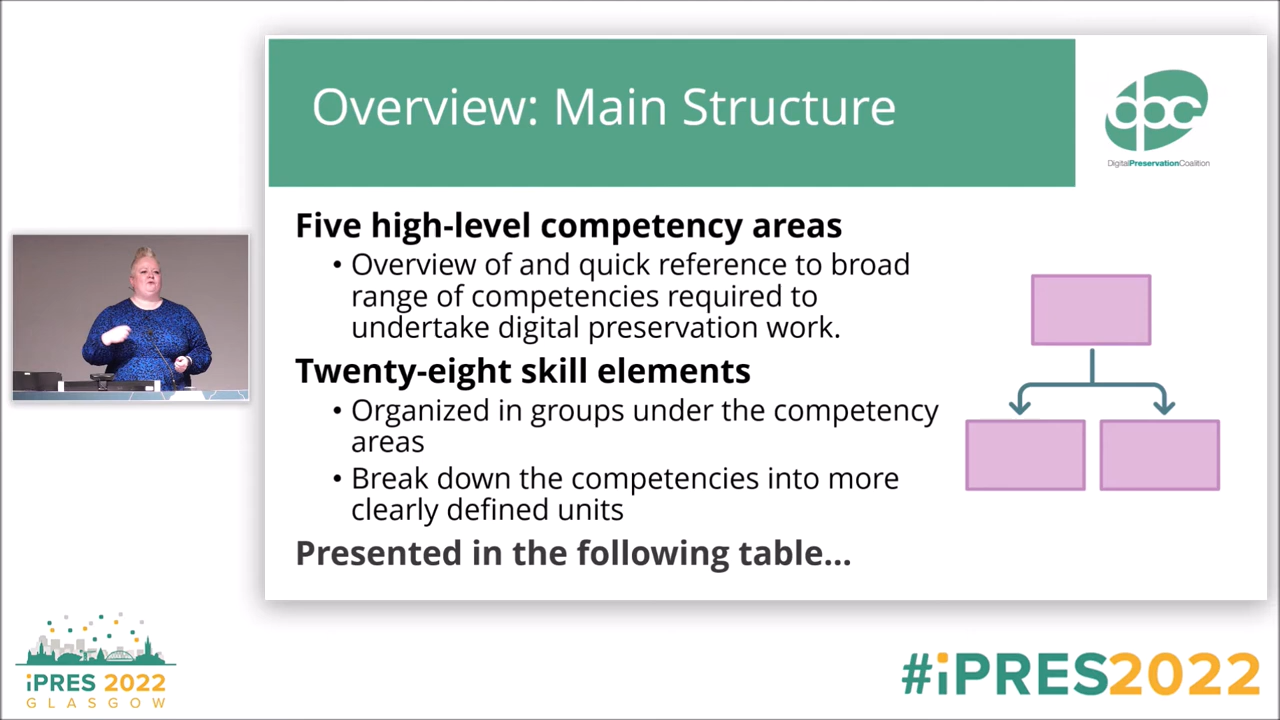 Overview: Main Structure
dpc
DigitalPreservationCoalition
Five high-level competency areas
• Overview of and quick reference to broad
range of competencies required to
undertake digital preservation work.
Twenty-eight skill elements
• Organized in groups under the competency
areas
• Break down the competencies into more
clearly defined units
Presented in the following table...
iPRES 2022
GLASGOW
#iPRES2022